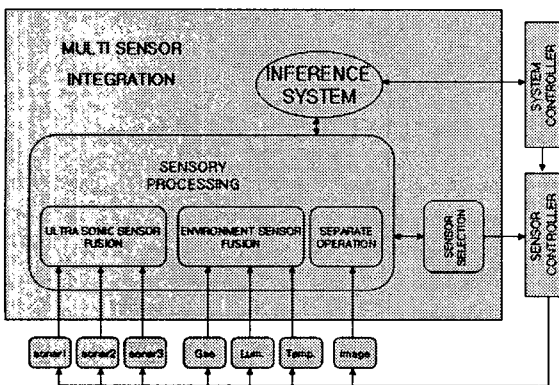 MULTI SENSOR
INTEGRATION
INFERENCE
SYSTEM
SYSTEM
CONTROLLER
SENSORY
PROCESSING
ULTRA SONIC SENSOR
FUSION
ENVIRONMENT SENSOR
FUSION
SEPARATE
OPERATION
SENSOR
SELECTION
SENSOR
CONTROLLER
sonar1
sonar2
sonar3
Gas
Lum.
Temp.
Image